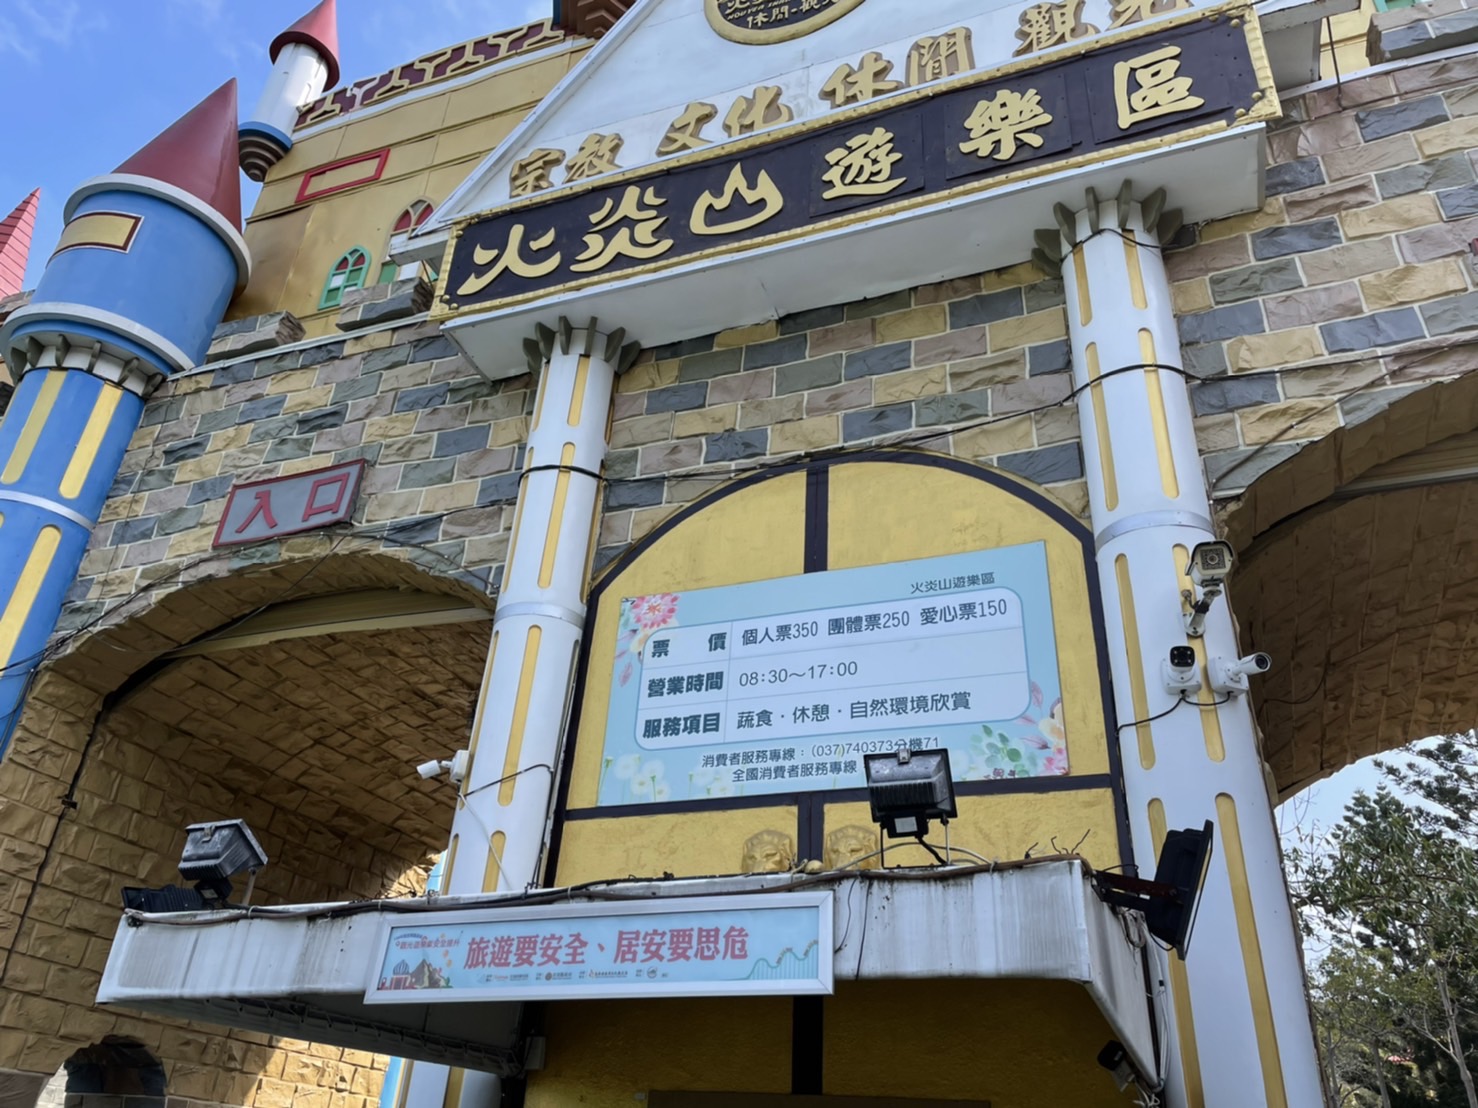 休閒-觀光
宗教 文化 休閒 觀光
火炎山遊樂區
入口
火炎山遊樂區
票價 個人票350 團體票250 愛心票150
營業時間 08:30~17:00
服務項目 蔬食·休憩·自然環境欣賞
消費者服務專線:(037)740373分機71
全國消費者服務專線
旅遊要安全、居安要思危